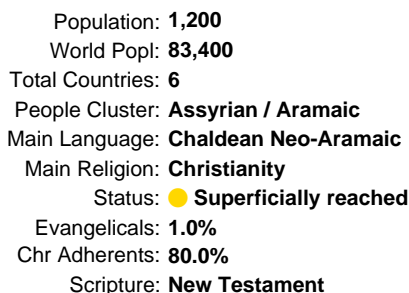 Population: 1,200
World Popl: 83,400
Total Countries: 6
People Cluster: Assyrian / Aramaic
Main Language: Chaldean Neo-Aramaic
Main Religion: Christianity
Status: Superficially reached
Evangelicals: 1.0%
Chr Adherents: 80.0%
Scripture: New Testament